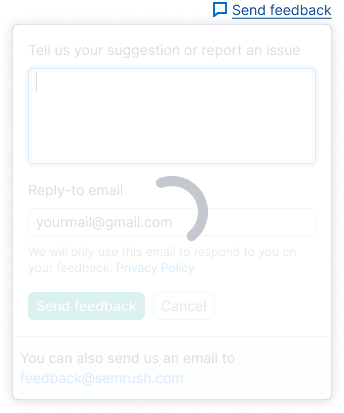 Send feedback
Tell us your suggestion or report an issue
Reply-to email
yourmail@gmail.com
We will only use this email to respond to you on
your feedback. Privacy Policy
Send feedback Cancel
You can also send us an email to
feedback@semrush.com